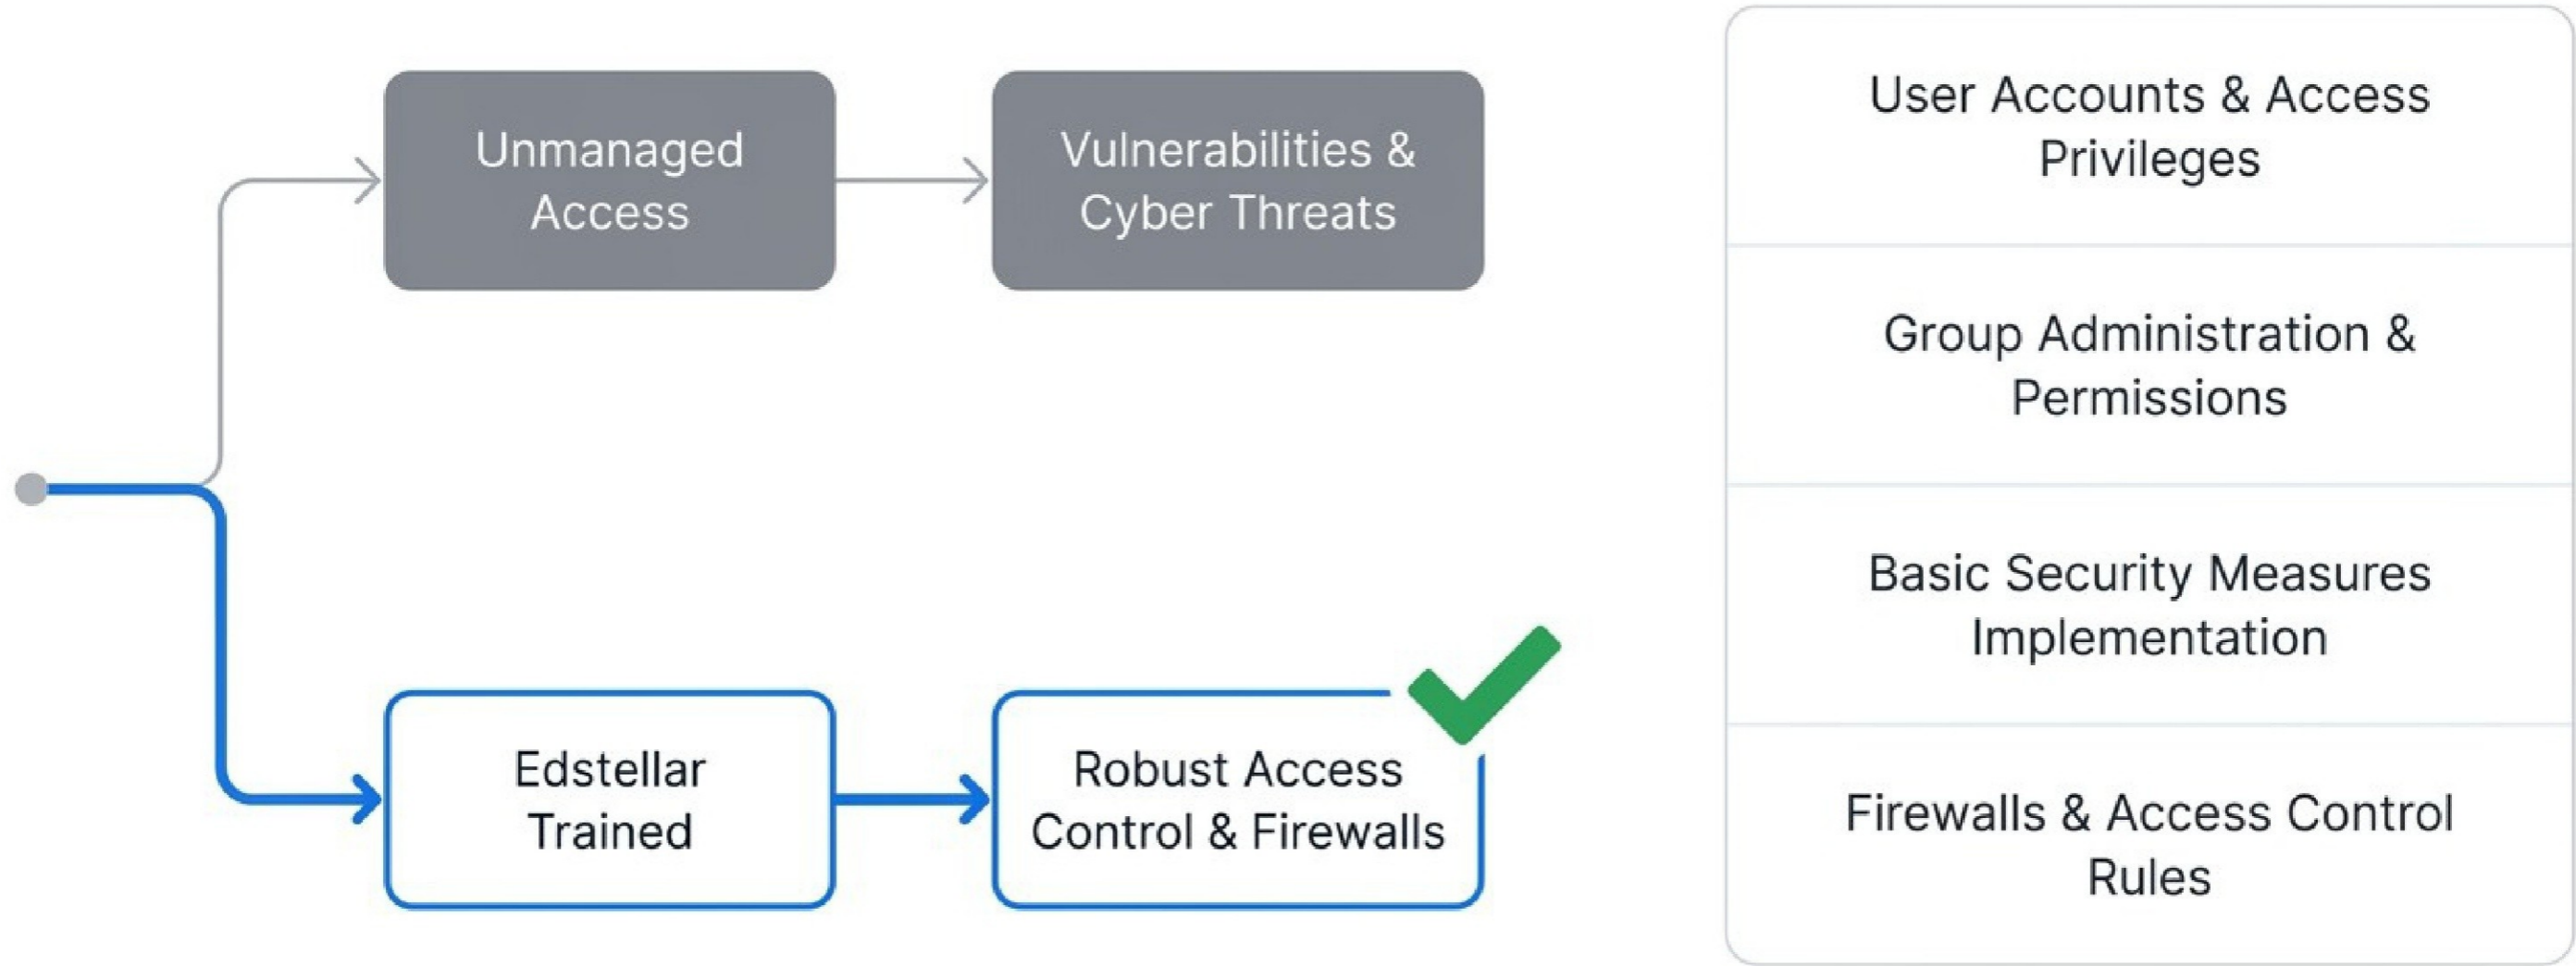 Unmanaged
Access
Vulnerabilities &
Cyber Threats
Edstellar
Trained
Robust Access
Control & Firewalls
User Accounts & Access
Privileges
Group Administration &
Permissions
Basic Security Measures
Implementation
Firewalls & Access Control
Rules